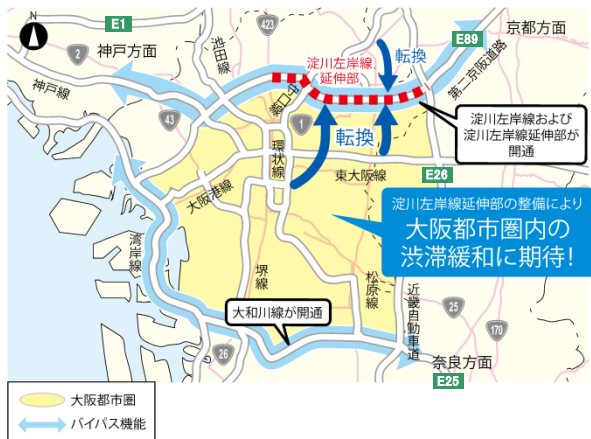 E1
423
京都方面
E89
2
神戸方面
池田線
淀川左岸線
延伸部
転換
第二京阪道路
神戸線
守口線
43
1
転換
淀川左岸線および
淀川左岸線延伸部が
開通
環状線
東大阪線
E26
大阪港線
淀川左岸線延伸部の整備により
大阪都市圏内の
渋滞緩和に期待!
湾岸線
堺線
松原線
近畿自動車道
大和川線が開通
25
170
26
奈良方面
E25
大阪都市圏
バイパス機能